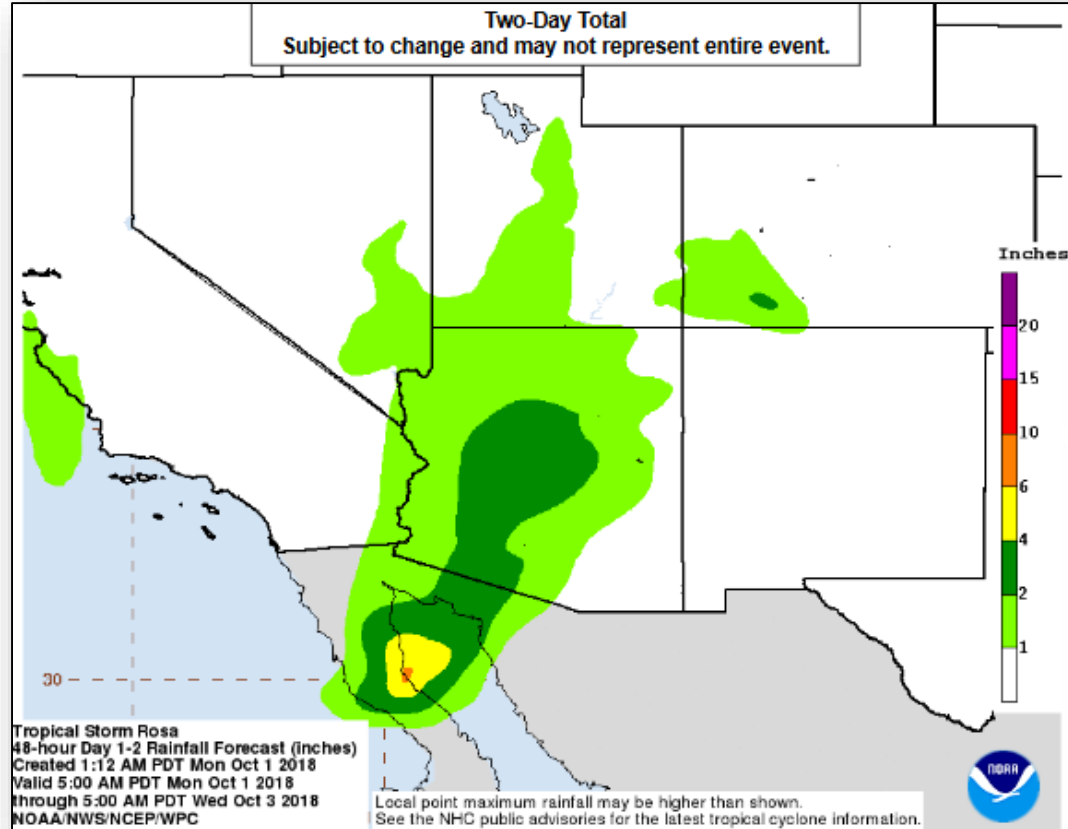 Two-Day Total
Subject to change and may not represent entire event.
Inches
20
15
10
6
4
2
1
30
Tropical Storm Rosa
48-hour Day 1-2 Rainfall Forecast (inches)
Created 1:12 AM PDT Mon Oct 1 2018
Valid 5:00 AM PDT Mon Oct 1 2018
through 5:00 AM PDT Wed Oct 3 2018
NOAA/NWS/NCEP/WPC
Local point maximum rainfall may be higher than shown.
See the NHC public advisories for the latest tropical cyclone information.
NOAA